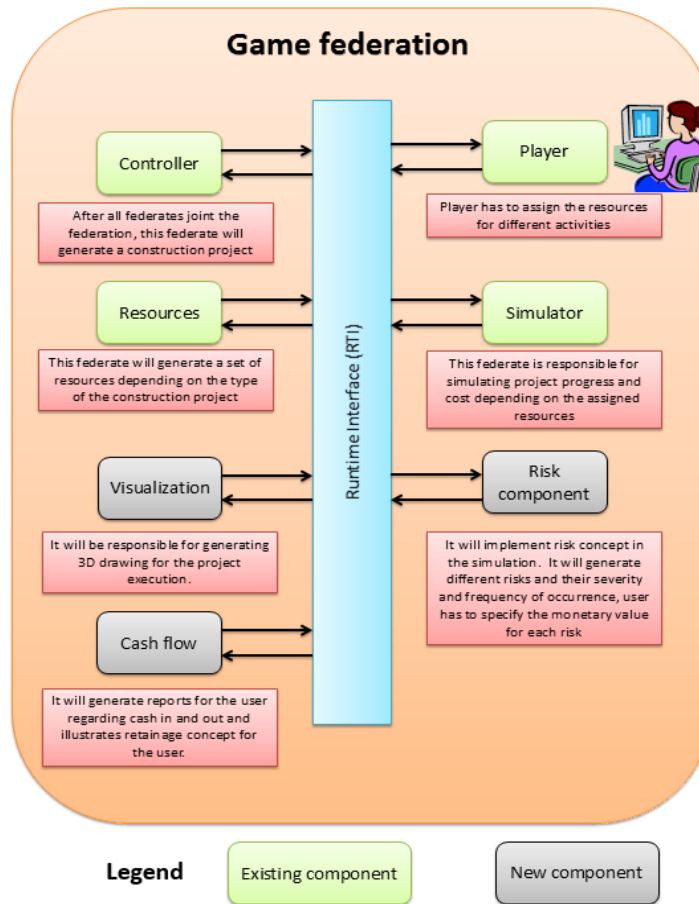 Game federation
Controller
After all federates joint the
federation, this federate will
generate a construction project
Resources
This federate will generate a set of
resources depending on the type
of the construction project
Visualization
It will be responsible for generating
3D drawing for the project
execution.
Cash flow
It will generate reports for the user
regarding cash in and out and
illustrates retainage concept for
the user.
Runtime Interface (RTI)
Player
Player has to assign the resources
for different activities
Simulator
This federate is responsible for
simulating project progress and
cost depending on the assigned
resources
Risk
component
It will implement risk concept in
the simulation. It will generate
different risks and their severity
and frequency of occurrence, user
has to specify the monetary value
for each risk
Legend
Existing component
New component